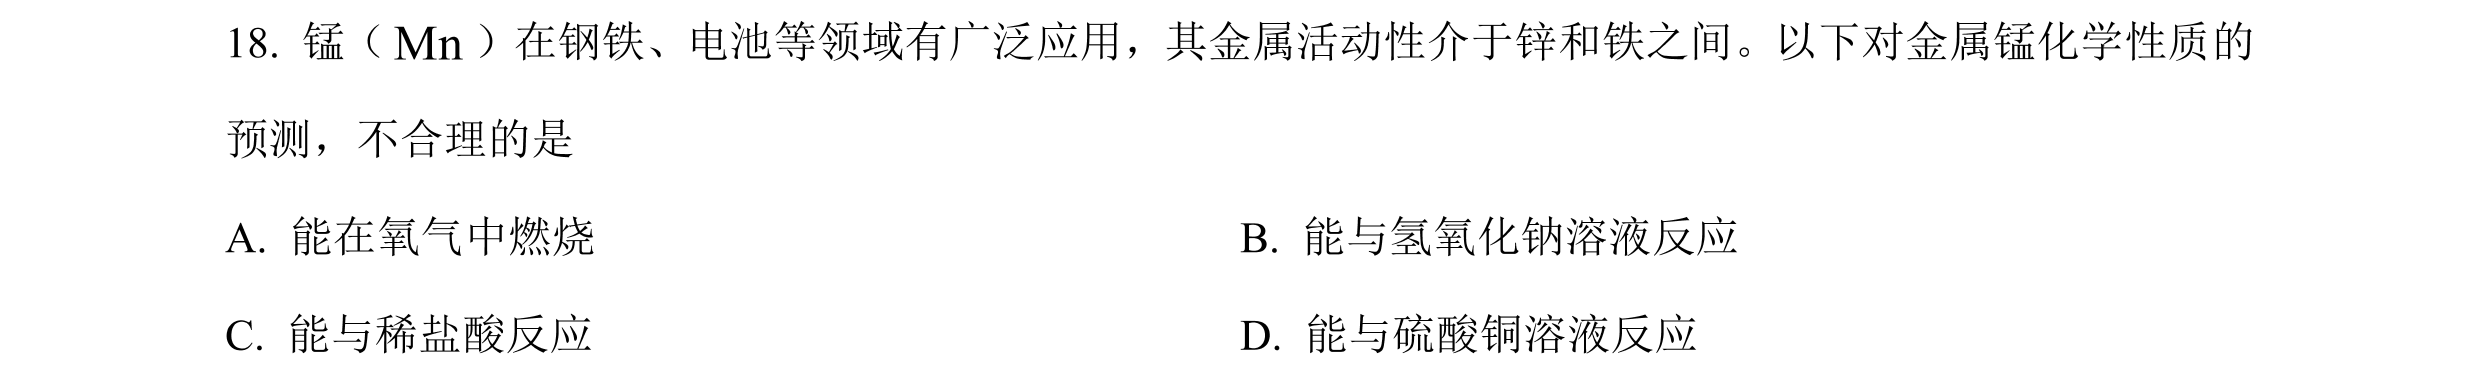 18. 锰（Mn）在钢铁、电池等领域有广泛应用，其金属活动性介于锌和铁之间。以下对金属锰化学性质的
预测，不合理的是
A. 能在氧气中燃烧 B. 能与氢氧化钠溶液反应
C. 能与稀盐酸反应 D. 能与硫酸铜溶液反应